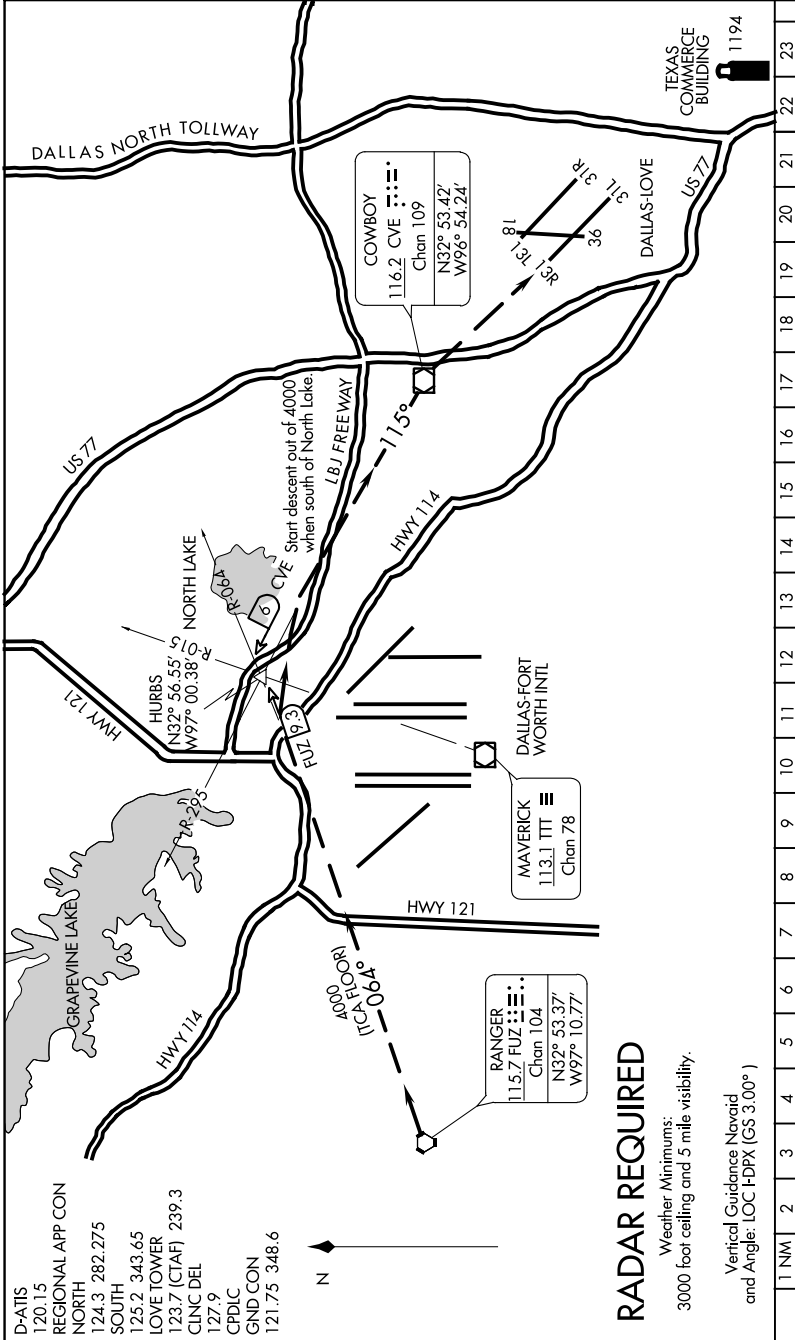 D-ATIS
120.15
REGIONAL APP CON
NORTH
124.3 282.275
SOUTH
125.2 343.65
LOVE TOWER
123.7 (CTAF) 239.3
CLNC DEL
127.9
CPDLC
GND CON
121.75 348.6
N
HWY 114
GRAPEVINE LAKE
R-295
HWY 121
HURBS
N32° 56.55'
W97° 00.38'
R-015
NORTH LAKE
R-064
6
CVE
Start descent out of 4000
when south of North Lake.
FUZ 9.3
US 77
LBJ FREEWAY
DALLAS NORTH TOLLWAY
115°
COWBOY
116.2 CVE
Chan 109
N32° 53.42'
W96° 54.24'
18
36
13L
13R
31R
31L
DALLAS-LOVE
US 77
TEXAS
COMMERCE
BUILDING
1194
HWY 114
DALLAS-FORT
WORTH INTL
MAVERICK
113.1 TTT
Chan 78
HWY 121
4000
(TCA FLOOR)
064°
RANGER
115.7 FUZ
Chan 104
N32° 53.37'
W97° 10.77'
RADAR REQUIRED
Weather Minimums:
3000 foot ceiling and 5 mile visibility.
Vertical Guidance Navaid
and Angle: LOC I-DPX (GS 3.00° )
1 NM 2 3 4 5 6 7 8 9 10 11 12 13 14 15 16 17 18 19 20 21 22 23